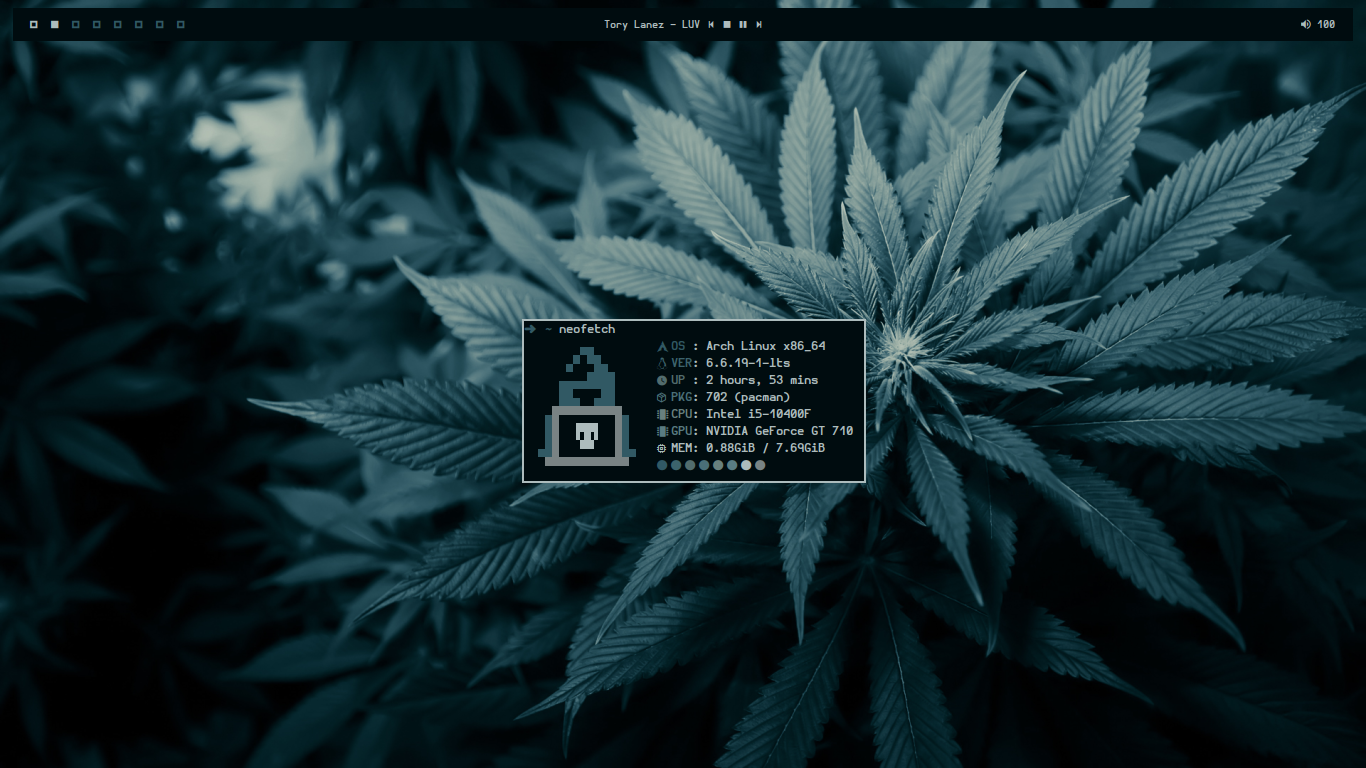 Tory Lanez - LUV
100
~ neofetch
OS : Arch Linux x86_64
VER: 6.6.19-1-lts
UP : 2 hours, 53 mins
PKG: 702 (pacman)
CPU: Intel i5-10400F
GPU: NVIDIA GeForce GT 710
MEM: 0.88GiB / 7.69GiB